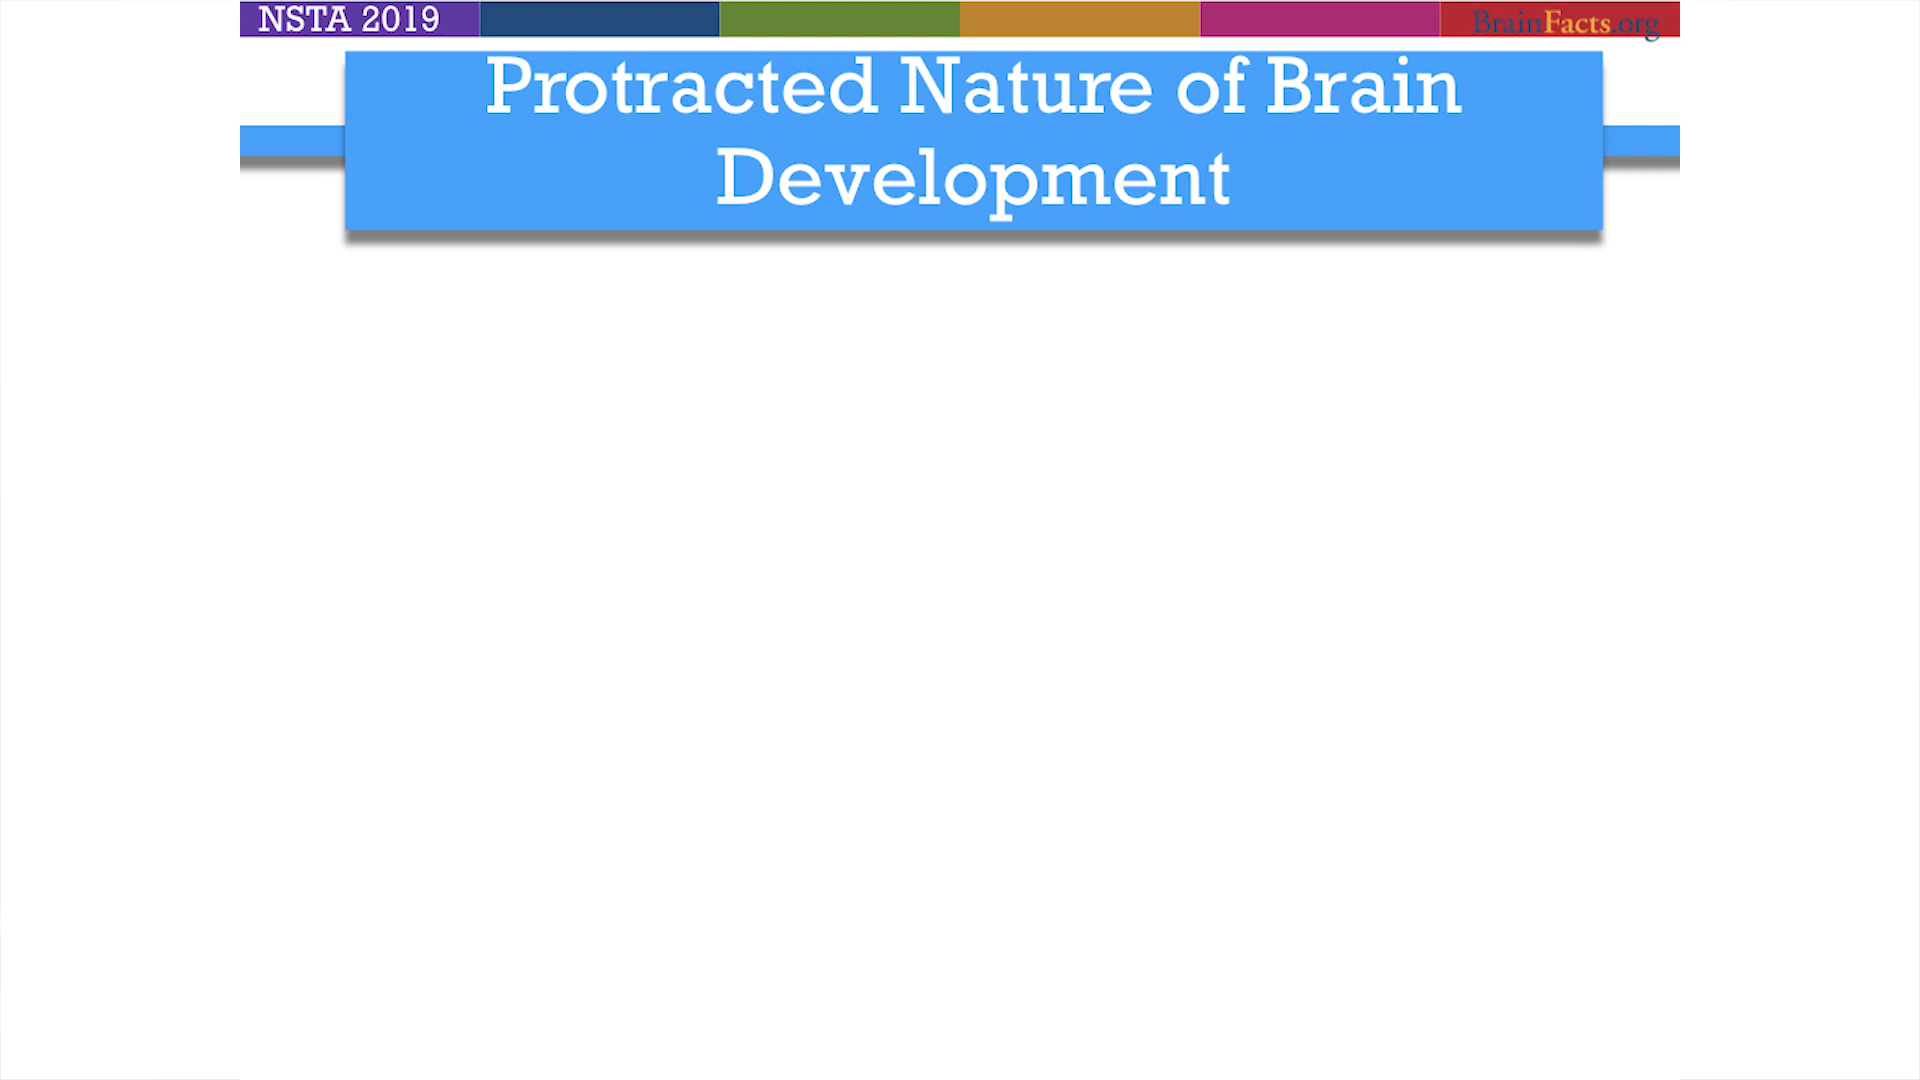 NSTA 2019
BrainFacts.org
Protracted Nature of Brain
Development